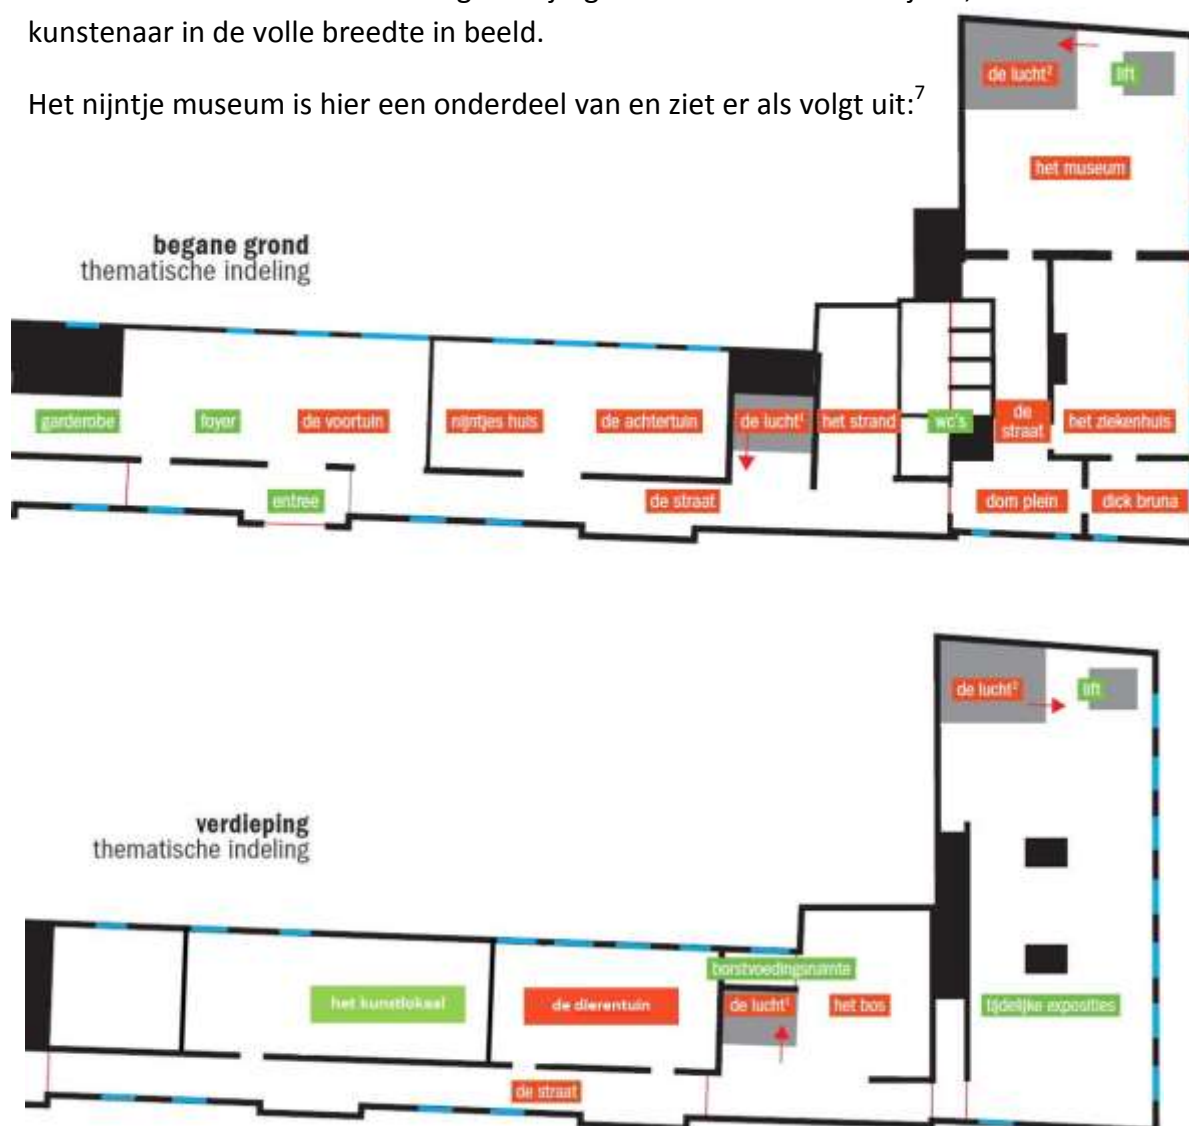 kunstenaar in de volle breedte in beeld.
Het nijntje museum is hier een onderdeel van en ziet er als volgt uit:7
de lucht²
lift
het museum
begane grond
thematische indeling
garderobe
foyer
de voortuin
nijntjes huis
de achtertuin
de lucht¹
het strand
wc's
de
straat
het ziekenhuis
entree
de straat
dom plein
dick bruna
de lucht²
lift
verdieping
thematische indeling
borstvoedingsruimte
het kunstlokaal
de dierentuin
de lucht¹
het bos
tijdelijke exposities
de straat